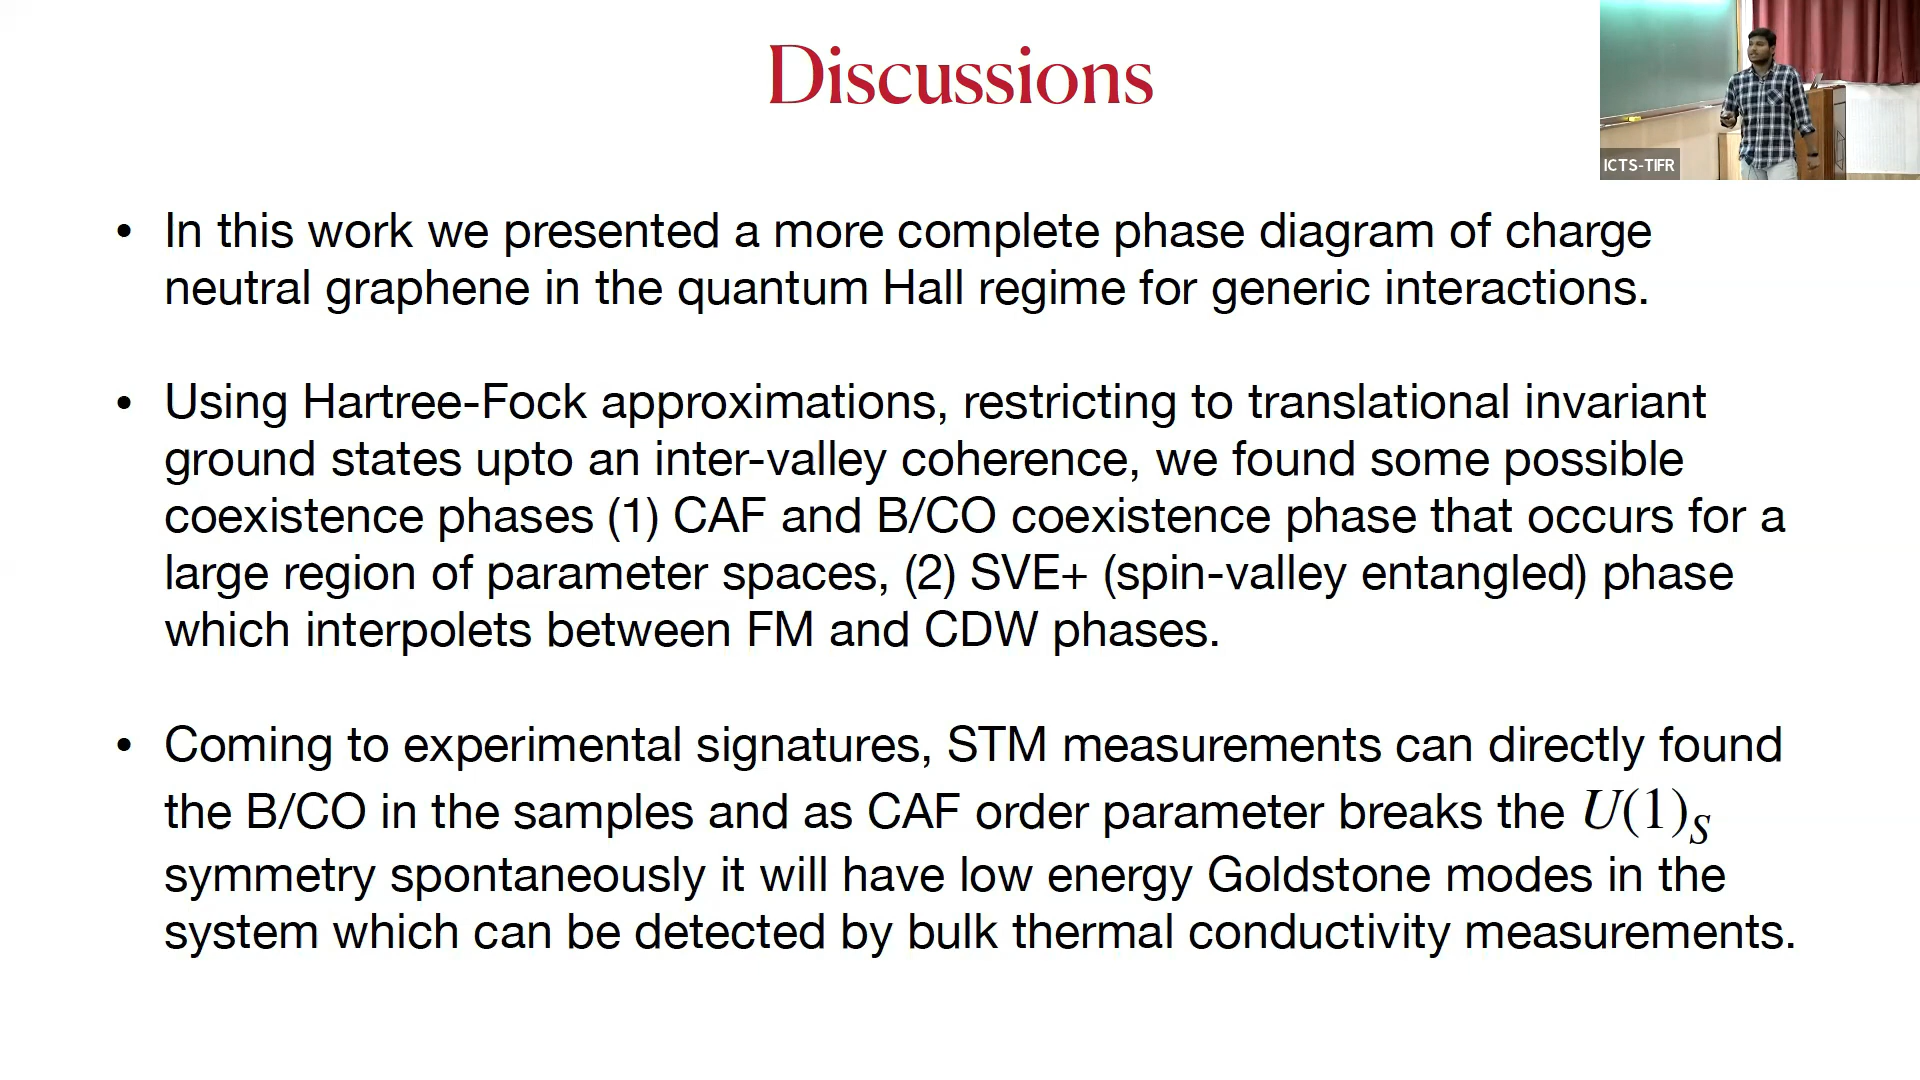 Discussions
ICTS-TIFR
• In this work we presented a more complete phase diagram of charge
neutral graphene in the quantum Hall regime for generic interactions.
• Using Hartree-Fock approximations, restricting to translational invariant
ground states upto an inter-valley coherence, we found some possible
coexistence phases (1) CAF and B/CO coexistence phase that occurs for a
large region of parameter spaces, (2) SVE+ (spin-valley entangled) phase
which interpolets between FM and CDW phases.
• Coming to experimental signatures, STM measurements can directly found
the B/CO in the samples and as CAF order parameter breaks the U(1)_S
symmetry spontaneously it will have low energy Goldstone modes in the
system which can be detected by bulk thermal conductivity measurements.